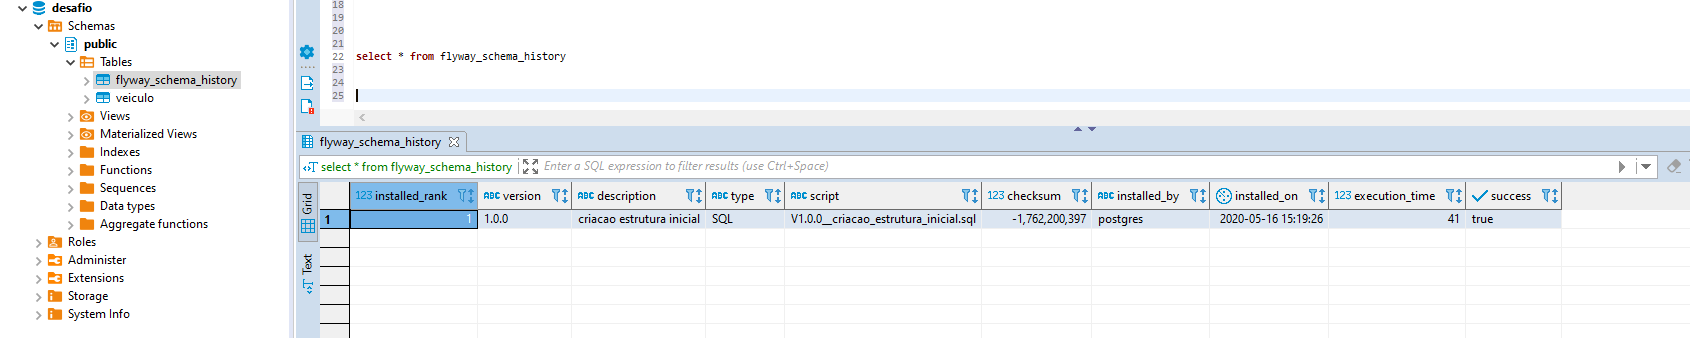 desafio
Schemas
public
Tables
flyway_schema_history
veiculo
Views
Materialized Views
Indexes
Functions
Sequences
Data types
Aggregate functions
Roles
Administer
Extensions
Storage
System Info
18
19
20
21
22 select * from flyway_schema_history
23
24
25
flyway_schema_history
select * from flyway_schema_history Enter a SQL expression to filter results (use Ctrl+Space)
Grid
Text
123 installed_rank ABC version ABC description ABC type ABC script 123 checksum ABC installed_by installed_on 123 execution_time success
1 1 1.0.0 criacao estrutura inicial SQL V1.0.0__criacao_estrutura_inicial.sql -1,762,200,397 postgres 2020-05-16 15:19:26 41 true